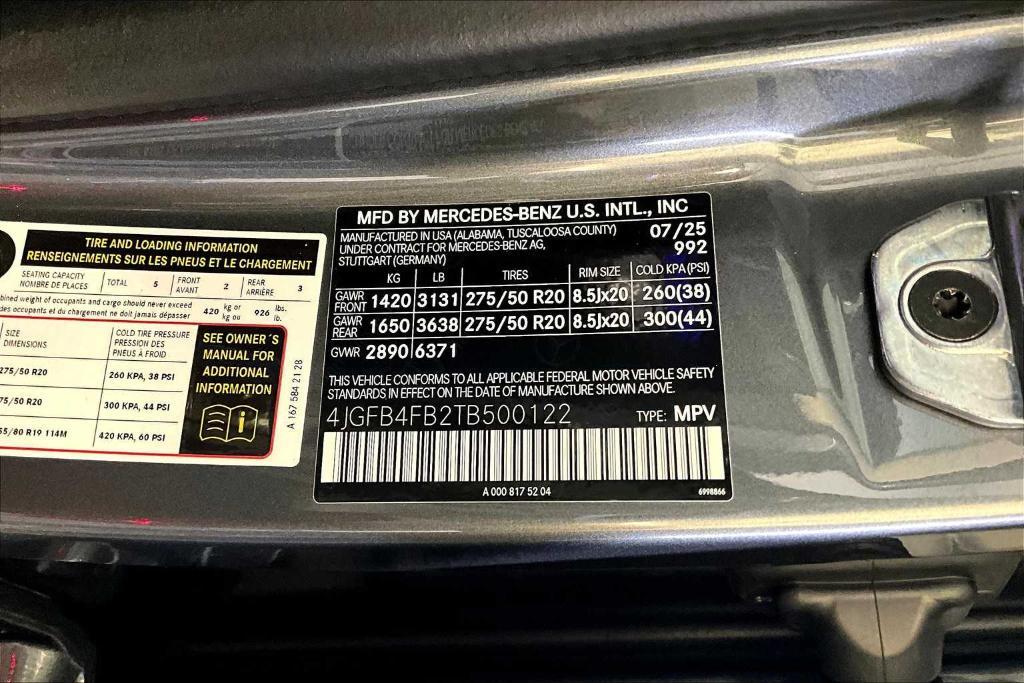 TIRE AND LOADING INFORMATION
RENSEIGNEMENTS SUR LES PNEUS ET LE CHARGEMENT
SEATING CAPACITY
NOMBRE DE PLACES
TOTAL 5
FRONT
AVANT 2
REAR
ARRIÈRE 3
weight of occupants and cargo should never exceed
des occupants et du chargement ne doit jamais dépasser
420 kg or
kg ou 926 lbs.
lb.
SIZE
DIMENSIONS
COLD TIRE PRESSURE
PRESSION DES
PNEUS À FROID
275/50 R20 260 KPA, 38 PSI
R20 300 KPA, 44 PSI
R19 114M 420 KPA, 60 PSI
SEE OWNER'S
MANUAL FOR
ADDITIONAL
INFORMATION
A 167 584 21 28
MFD BY MERCEDES-BENZ U.S. INTL., INC
MANUFACTURED IN USA (ALABAMA, TUSCALOOSA COUNTY) 07/25
UNDER CONTRACT FOR MERCEDES-BENZ AG, 992
STUTTGART (GERMANY)
KG LB TIRES RIM SIZE COLD KPA (PSI)
GAWR
FRONT 1420 3131 275/50 R20 8.5Jx20 260(38)
GAWR
REAR 1650 3638 275/50 R20 8.5Jx20 300(44)
GVWR 2890 6371
THIS VEHICLE CONFORMS TO ALL APPLICABLE FEDERAL MOTOR VEHICLE SAFETY
STANDARDS IN EFFECT ON THE DATE OF MANUFACTURE SHOWN ABOVE.
4JGFB4FB2TB500122 TYPE: MPV
A 000 817 52 04 6998866